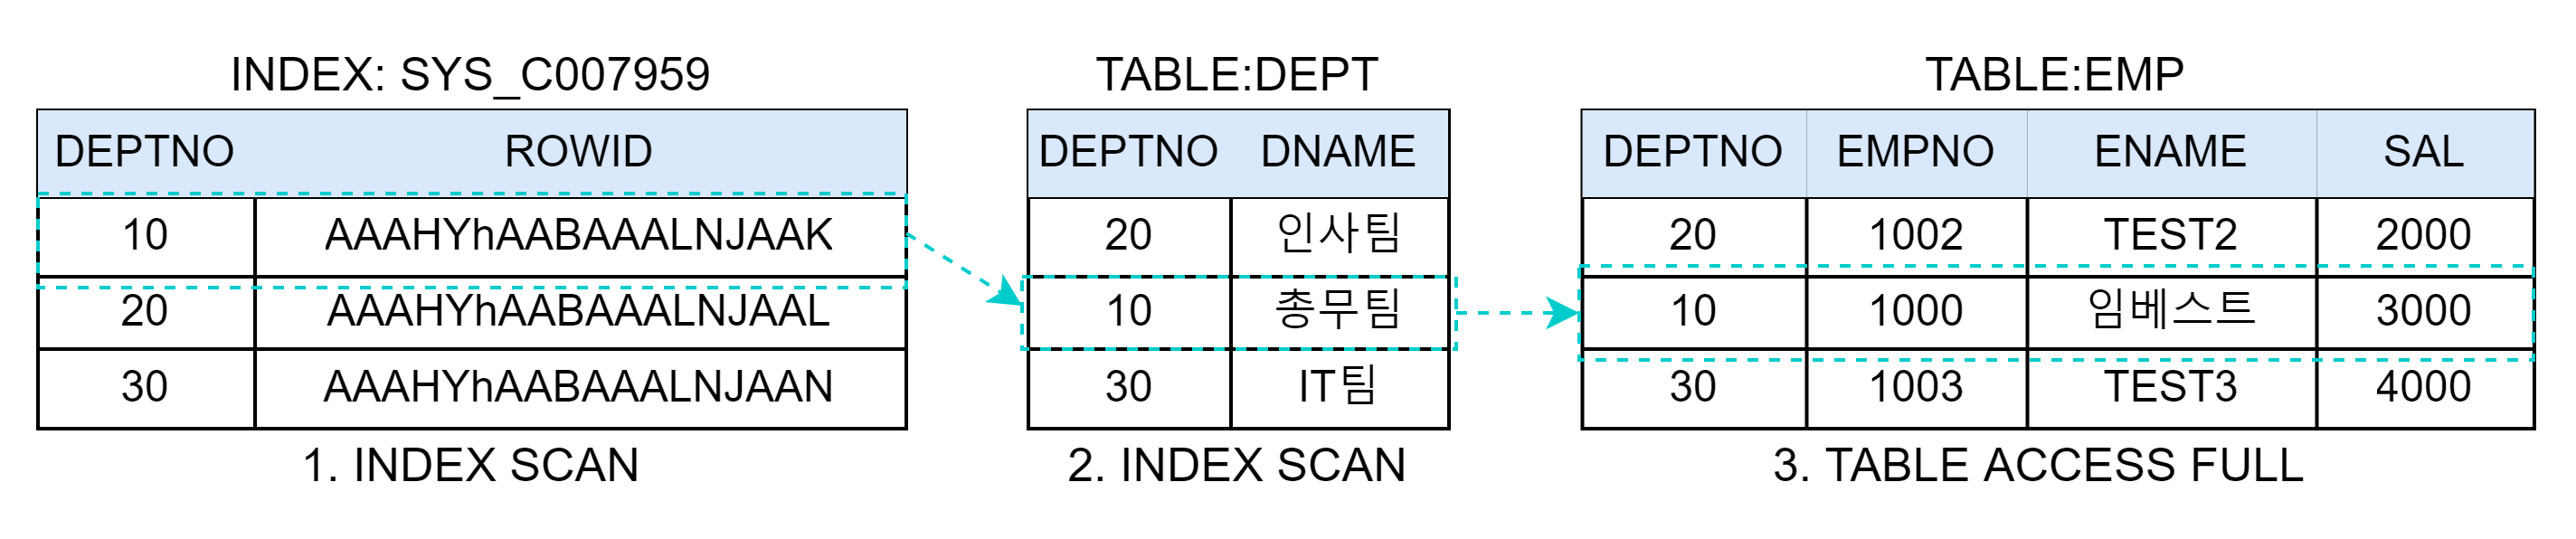 INDEX: SYS_C007959
DEPTNO ROWID
10 AAAHYhAABAAALNJAAK
20 AAAHYhAABAAALNJAAL
30 AAAHYhAABAAALNJAAN
1. INDEX SCAN
TABLE:DEPT
DEPTNO DNAME
20 인사팀
10 총무팀
30 IT팀
2. INDEX SCAN
TABLE:EMP
DEPTNO EMPNO ENAME SAL
20 1002 TEST2 2000
10 1000 임베스트 3000
30 1003 TEST3 4000
3. TABLE ACCESS FULL